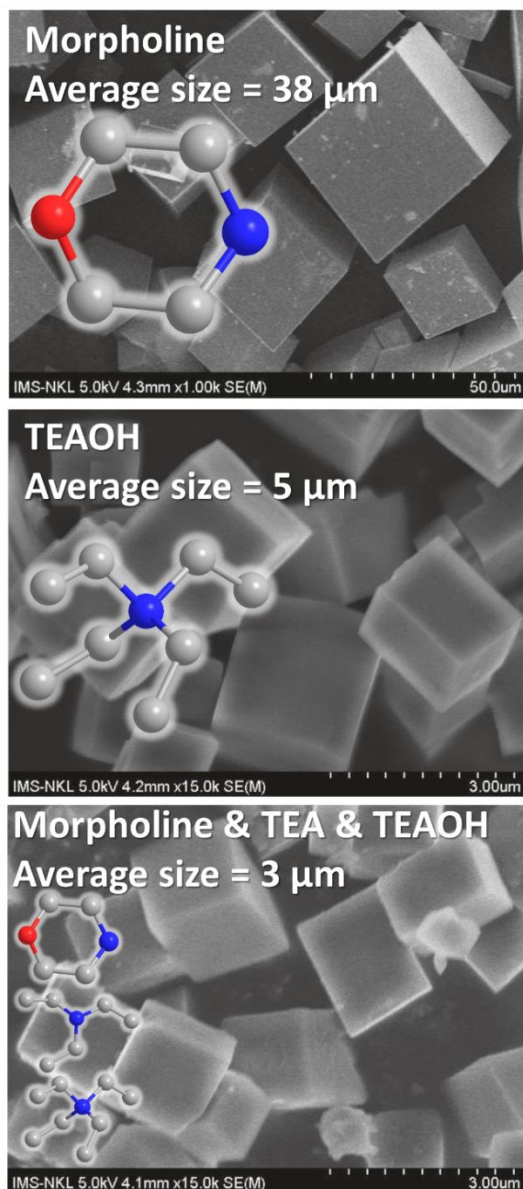 Morpholine
Average size = 38 μm
IMS-NKL 5.0kV 4.3mm x1.00k SE(M)
50.0um
TEAOH
Average size = 5 μm
IMS-NKL 5.0kV 4.2mm x15.0k SE(M)
3.00um
Morpholine & TEA & TEAOH
Average size = 3 μm
IMS-NKL 5.0kV 4.1mm x15.0k SE(M)
3.00um